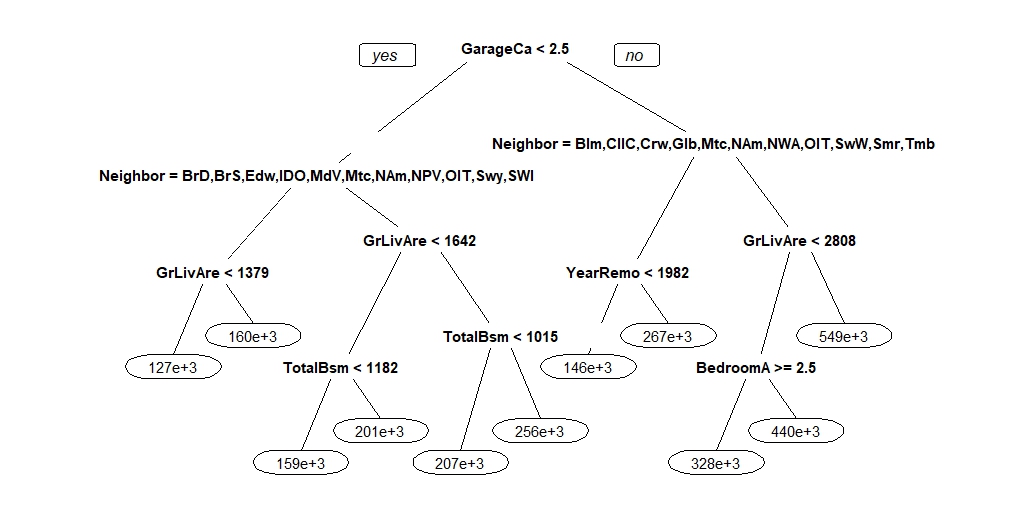 yes
GarageCa < 2.5
no
Neighbor = Blm,CllC,Crw,Glb,Mtc,NAm,NWA,OlT,SwW,Smr,Tmb
Neighbor = BrD,BrS,Edw,IDO,MdV,Mtc,NAm,NPV,OlT,Swy,SWI
GrLivAre < 1642
GrLivAre < 2808
GrLivAre < 1379
YearRemo < 1982
160e+3
TotalBsm < 1015
267e+3
549e+3
127e+3
TotalBsm < 1182
146e+3
BedroomA >= 2.5
201e+3
256e+3
440e+3
159e+3
207e+3
328e+3